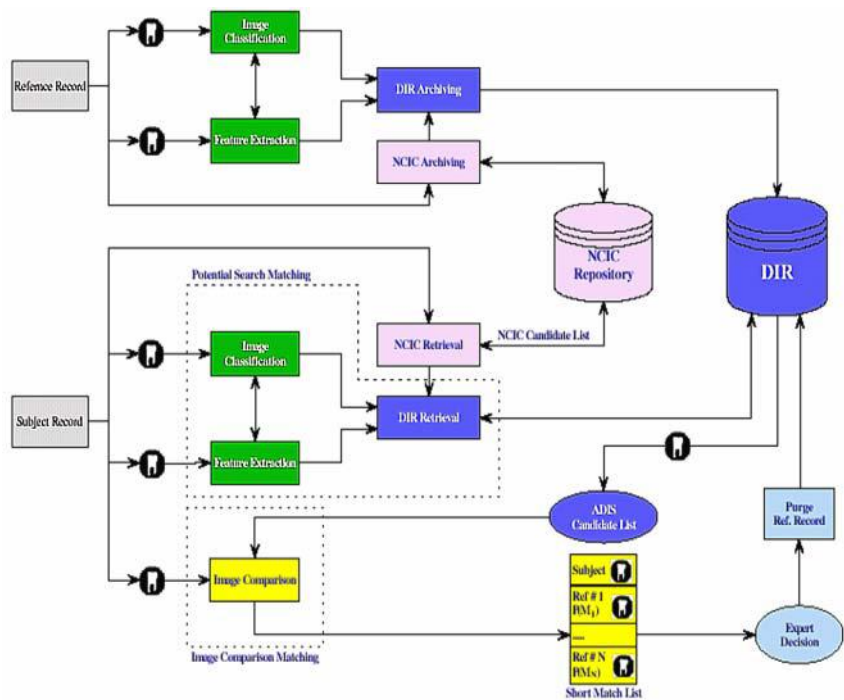 Image
Classification
Refernce Record
DIR Archiving
Feature Extraction
NCIC Archiving
NCIC
Repository
DIR
Potential Search Matching
NCIC Retrieval
NCIC Candidate List
Image
Classification
Subject Record
DIR Retrieval
Feature Extraction
ADIS
Candidate List
Purge
Ref. Record
Image Comparison
Subject
Ref # 1
P(M1)
....
Ref # N
P(MN)
Expert
Decision
Image Comparison Matching
Short Match List